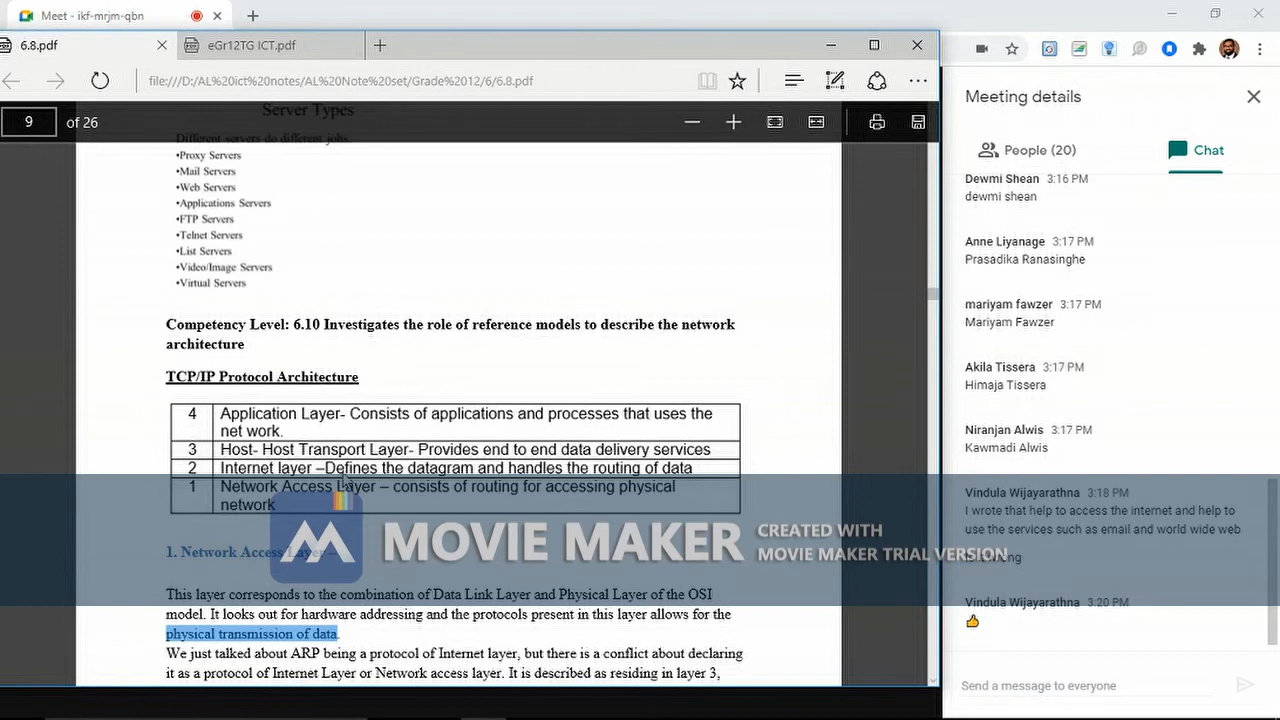 Meet - ikf-mrjm-qbn
6.8.pdf
eGr12TG ICT.pdf
file:///D:/AL%20ict%20notes/AL%20Note%20set/Grade%2012/6/6.8.pdf
9 of 26
Server Types
Different servers do different jobs.
•Proxy Servers
•Mail Servers
•Web Servers
•Applications Servers
•FTP Servers
•Telnet Servers
•List Servers
•Video/Image Servers
•Virtual Servers
Competency Level: 6.10 Investigates the role of reference models to describe the network
architecture
TCP/IP Protocol Architecture
4 Application Layer- Consists of applications and processes that uses the
net work.
3 Host- Host Transport Layer- Provides end to end data delivery services
2 Internet layer –Defines the datagram and handles the routing of data
1 Network Access Layer – consists of routing for accessing physical
network
MOVIE MAKER
CREATED WITH
MOVIE MAKER TRIAL VERSION
1. Network Access Layer –
This layer corresponds to the combination of Data Link Layer and Physical Layer of the OSI
model. It looks out for hardware addressing and the protocols present in this layer allows for the
physical transmission of data.
We just talked about ARP being a protocol of Internet layer, but there is a conflict about declaring
it as a protocol of Internet Layer or Network access layer. It is described as residing in layer 3,
Meeting details
People (20)
Chat
Dewmi Shean 3:16 PM
dewmi shean
Anne Liyanage 3:17 PM
Prasadika Ranasinghe
mariyam fawzer 3:17 PM
Mariyam Fawzer
Akila Tissera 3:17 PM
Himaja Tissera
Niranjan Alwis 3:17 PM
Kawmadi Alwis
Vindula Wijayarathna 3:18 PM
I wrote that help to access the internet and help to
use the services such as email and world wide web
Vindula Wijayarathna 3:20 PM
👍
Send a message to everyone